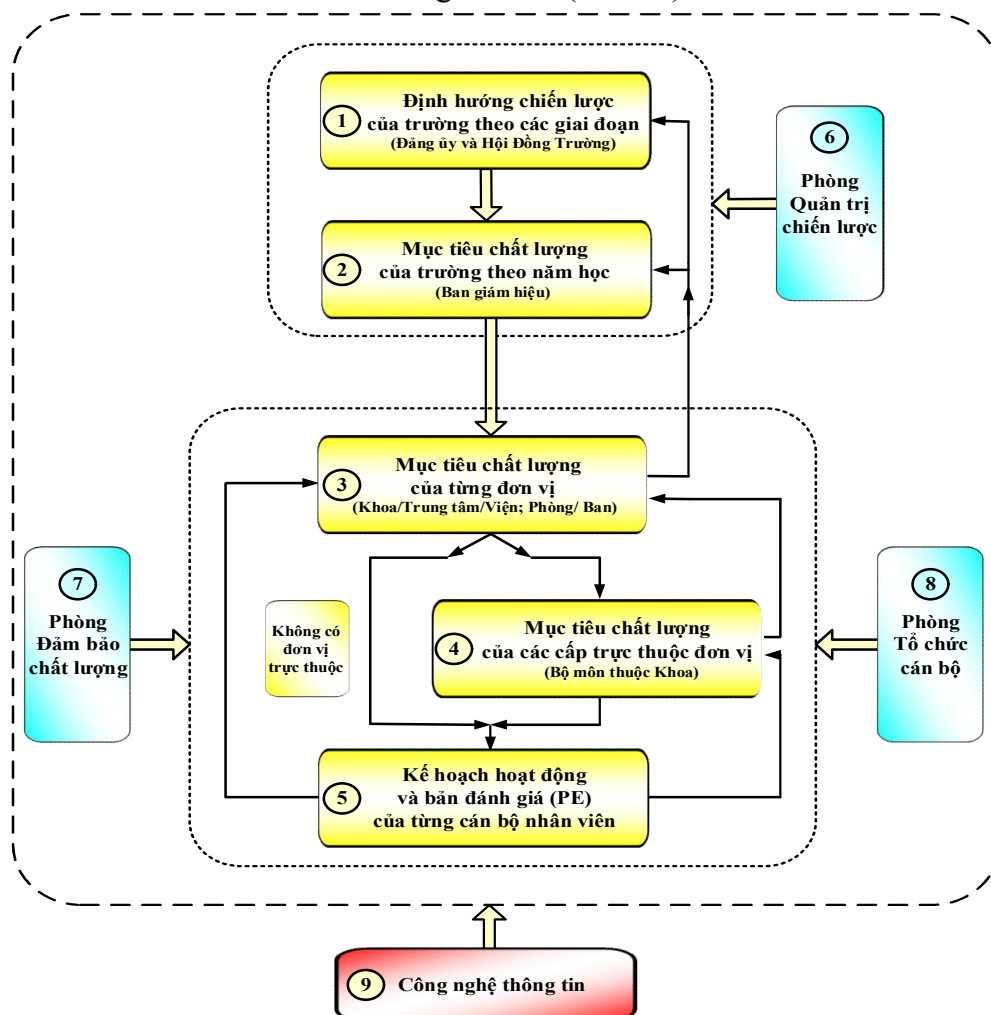 1
Định hướng chiến lược
của trường theo các giai đoạn
(Đảng ủy và Hội Đồng Trường)
6
Phòng
Quản trị
chiến lược
2
Mục tiêu chất lượng
của trường theo năm học
(Ban giám hiệu)
3
Mục tiêu chất lượng
của từng đơn vị
(Khoa/Trung tâm/Viện; Phòng/ Ban)
7
Phòng
Đảm bảo
chất lượng
Không có
đơn vị
trực thuộc
4
Mục tiêu chất lượng
của các cấp trực thuộc đơn vị
(Bộ môn thuộc Khoa)
8
Phòng
Tổ chức
cán bộ
5
Kế hoạch hoạt động
và bản đánh giá (PE)
của từng cán bộ nhân viên
9
Công nghệ thông tin